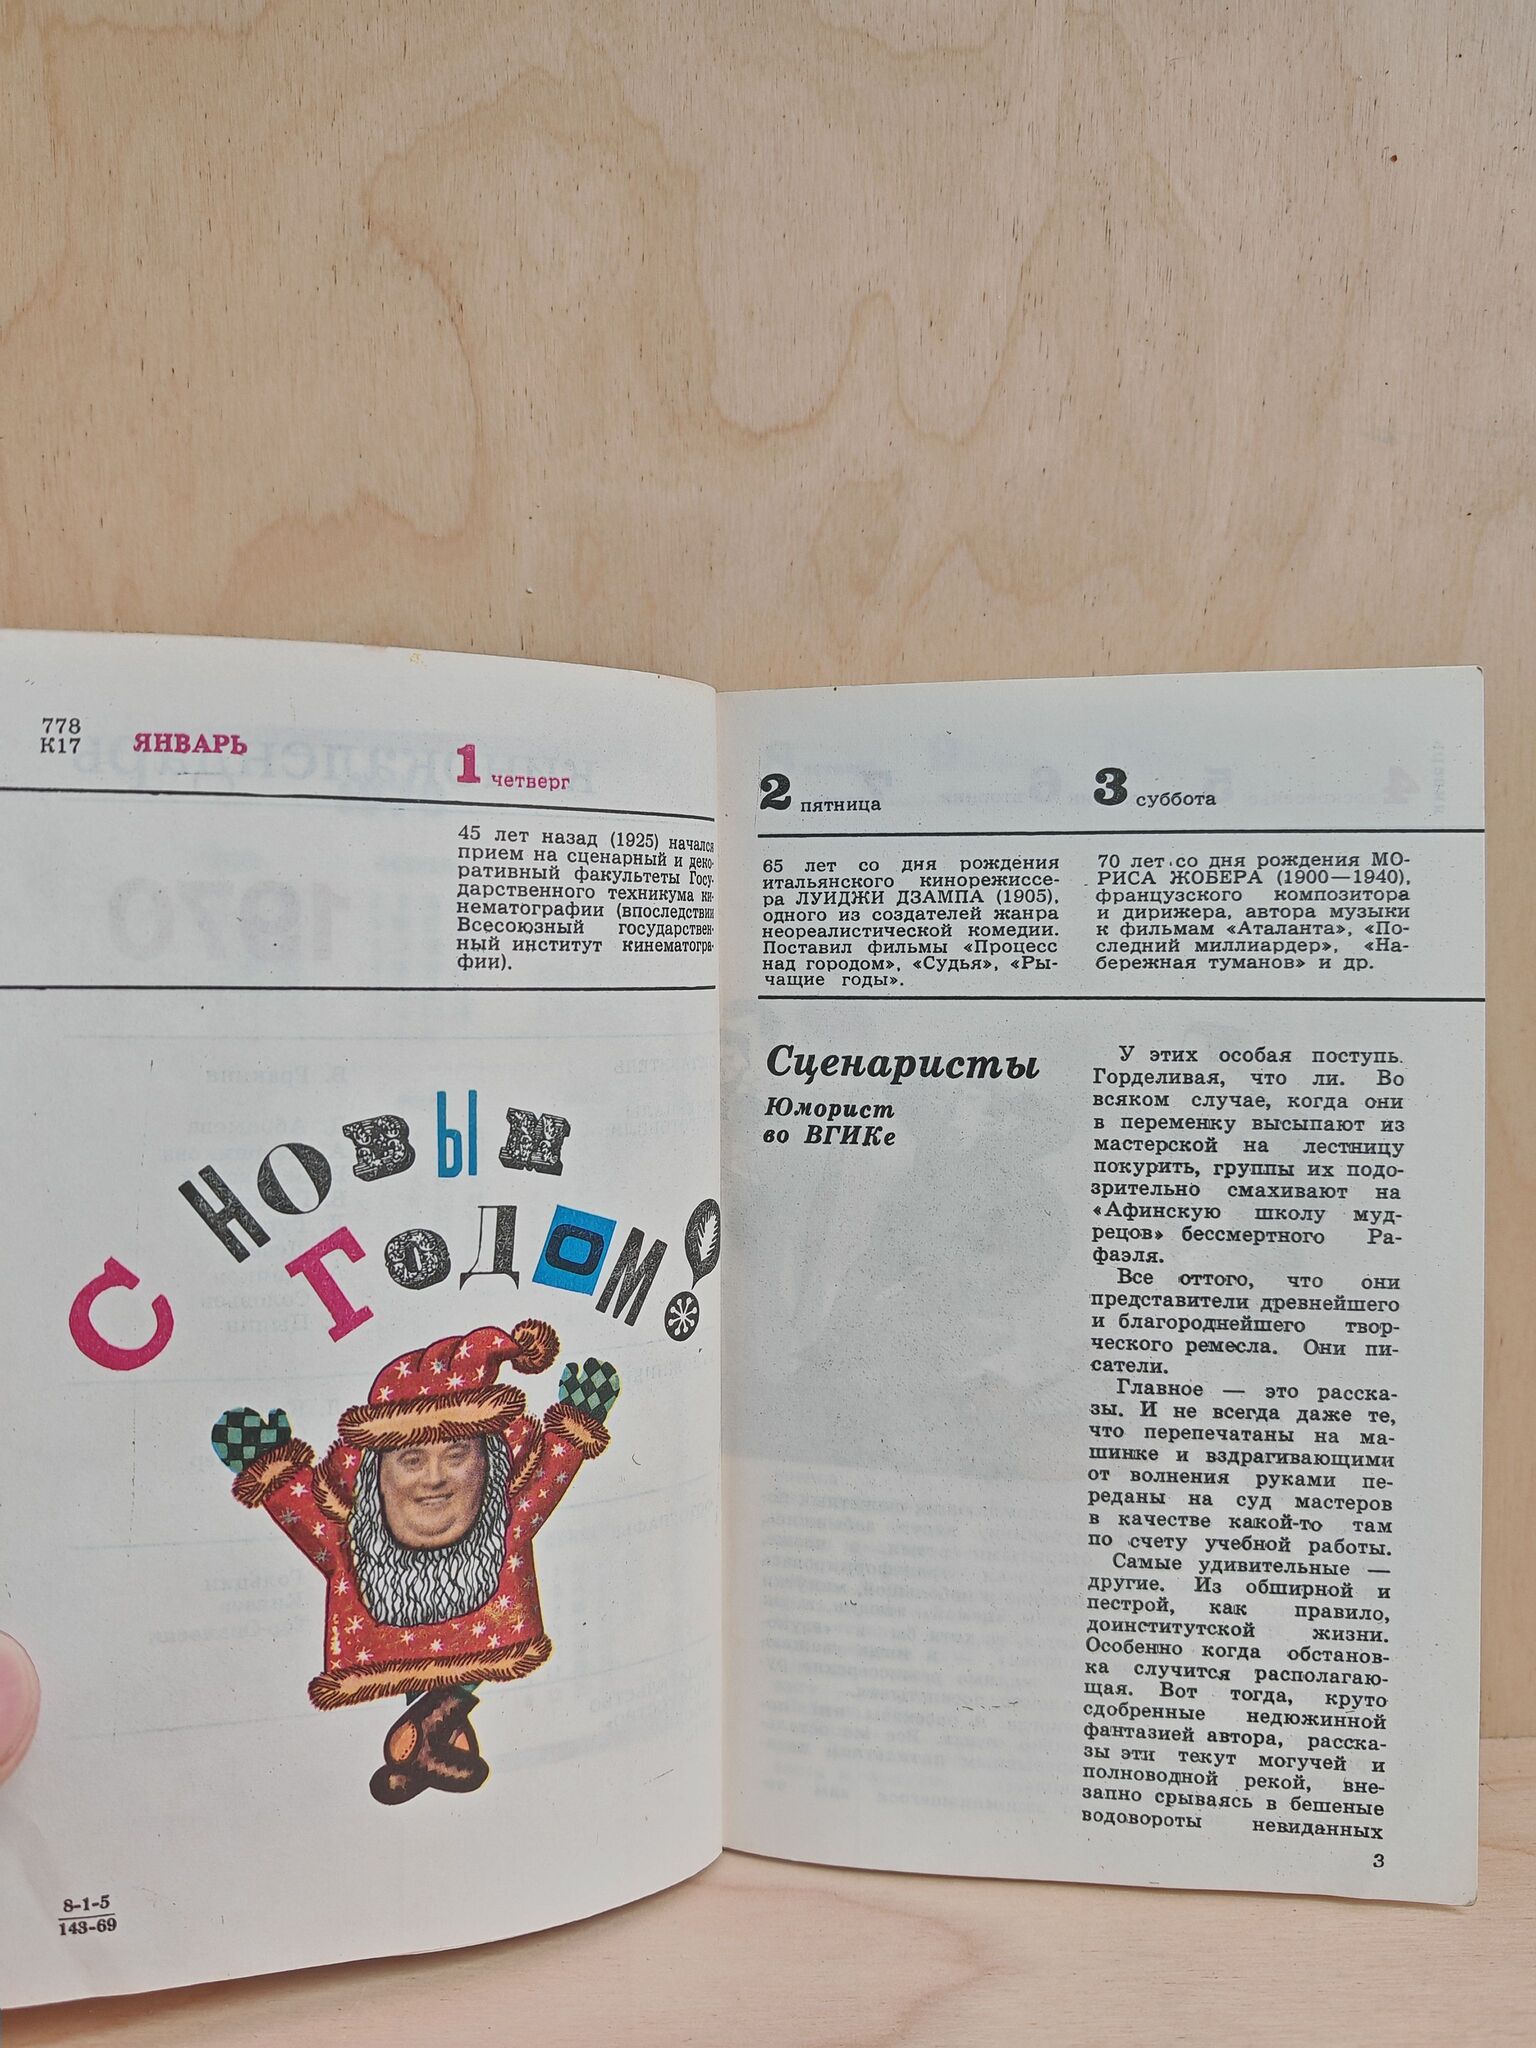 778
К17
ЯНВАРЬ
1 четверг
45 лет назад (1925) начался
прием на сценарный и деко-
ративный факультеты Госу-
дарственного техникума ки-
нематографии (впоследствии
Всесоюзный государствен-
ный институт кинематогра-
фии).
С НОВЫМ
ГОДОМ!
8-1-5
143-69
2 пятница
65 лет со дня рождения
итальянского кинорежиссе-
ра ЛУИДЖИ ДЗАМПА (1905),
одного из создателей жанра
неореалистической комедии.
Поставил фильмы «Процесс
над городом», «Судья», «Ры-
чащие годы».
3 суббота
70 лет со дня рождения МО-
РИСА ЖОБЕРА (1900—1940),
французского композитора
и дирижера, автора музыки
к фильмам «Аталанта», «По-
следний миллиардер», «На-
бережная туманов» и др.
Сценаристы
Юморист
во ВГИКе
У этих особая поступь.
Горделивая, что ли. Во
всяком случае, когда они
в переменку высыпают из
мастерской на лестницу
покурить, группы их подо-
зрительно смахивают на
«Афинскую школу муд-
рецов» бессмертного Ра-
фаэля.
Все оттого, что они
представители древнейшего
и благороднейшего твор-
ческого ремесла. Они пи-
сатели.
Главное — это расска-
зы. И не всегда даже те,
что перепечатаны на ма-
шинке и вздрагивающими
от волнения руками пе-
реданы на суд мастеров
в качестве какой-то там
по счету учебной работы.
Самые удивительные —
другие. Из обширной и
пестрой, как правило,
доинститутской жизни.
Особенно когда обстанов-
ка случится располагаю-
щая. Вот тогда, круто
сдобренные недюжинной
фантазией автора, расска-
зы эти текут могучей и
полноводной рекой, вне-
запно срываясь в бешеные
водовороты невиданных
3